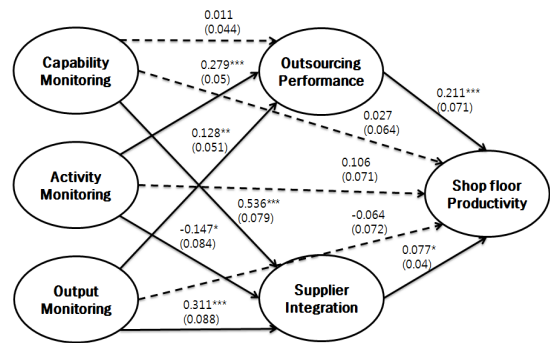 0.011
(0.044)
Capability
Monitoring
0.279***
(0.05)
Outsourcing
Performance
0.211***
(0.071)
0.027
(0.064)
0.128**
(0.051)
Activity
Monitoring
0.106
(0.071)
Shop floor
Productivity
0.536***
(0.079)
-0.147*
(0.084)
-0.064
(0.072)
0.077*
(0.04)
Output
Monitoring
0.311***
(0.088)
Supplier
Integration